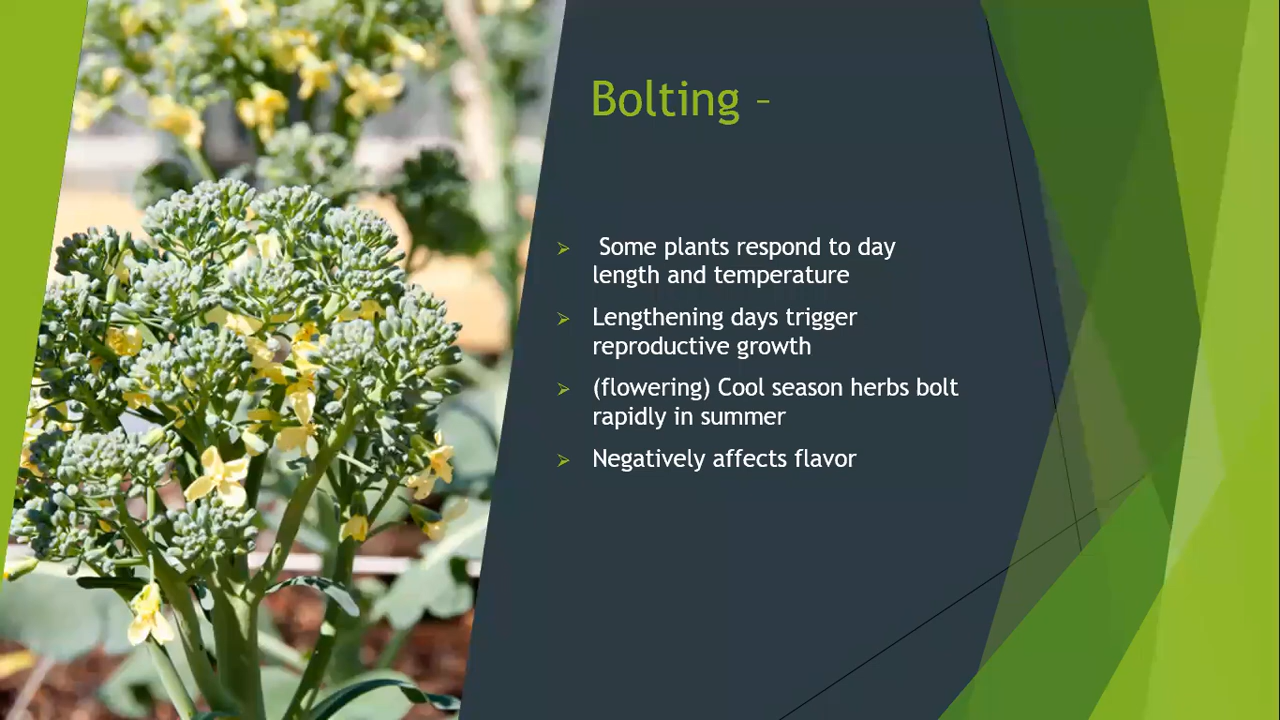 Bolting –
Some plants respond to day
length and temperature
Lengthening days trigger
reproductive growth
(flowering) Cool season herbs bolt
rapidly in summer
Negatively affects flavor